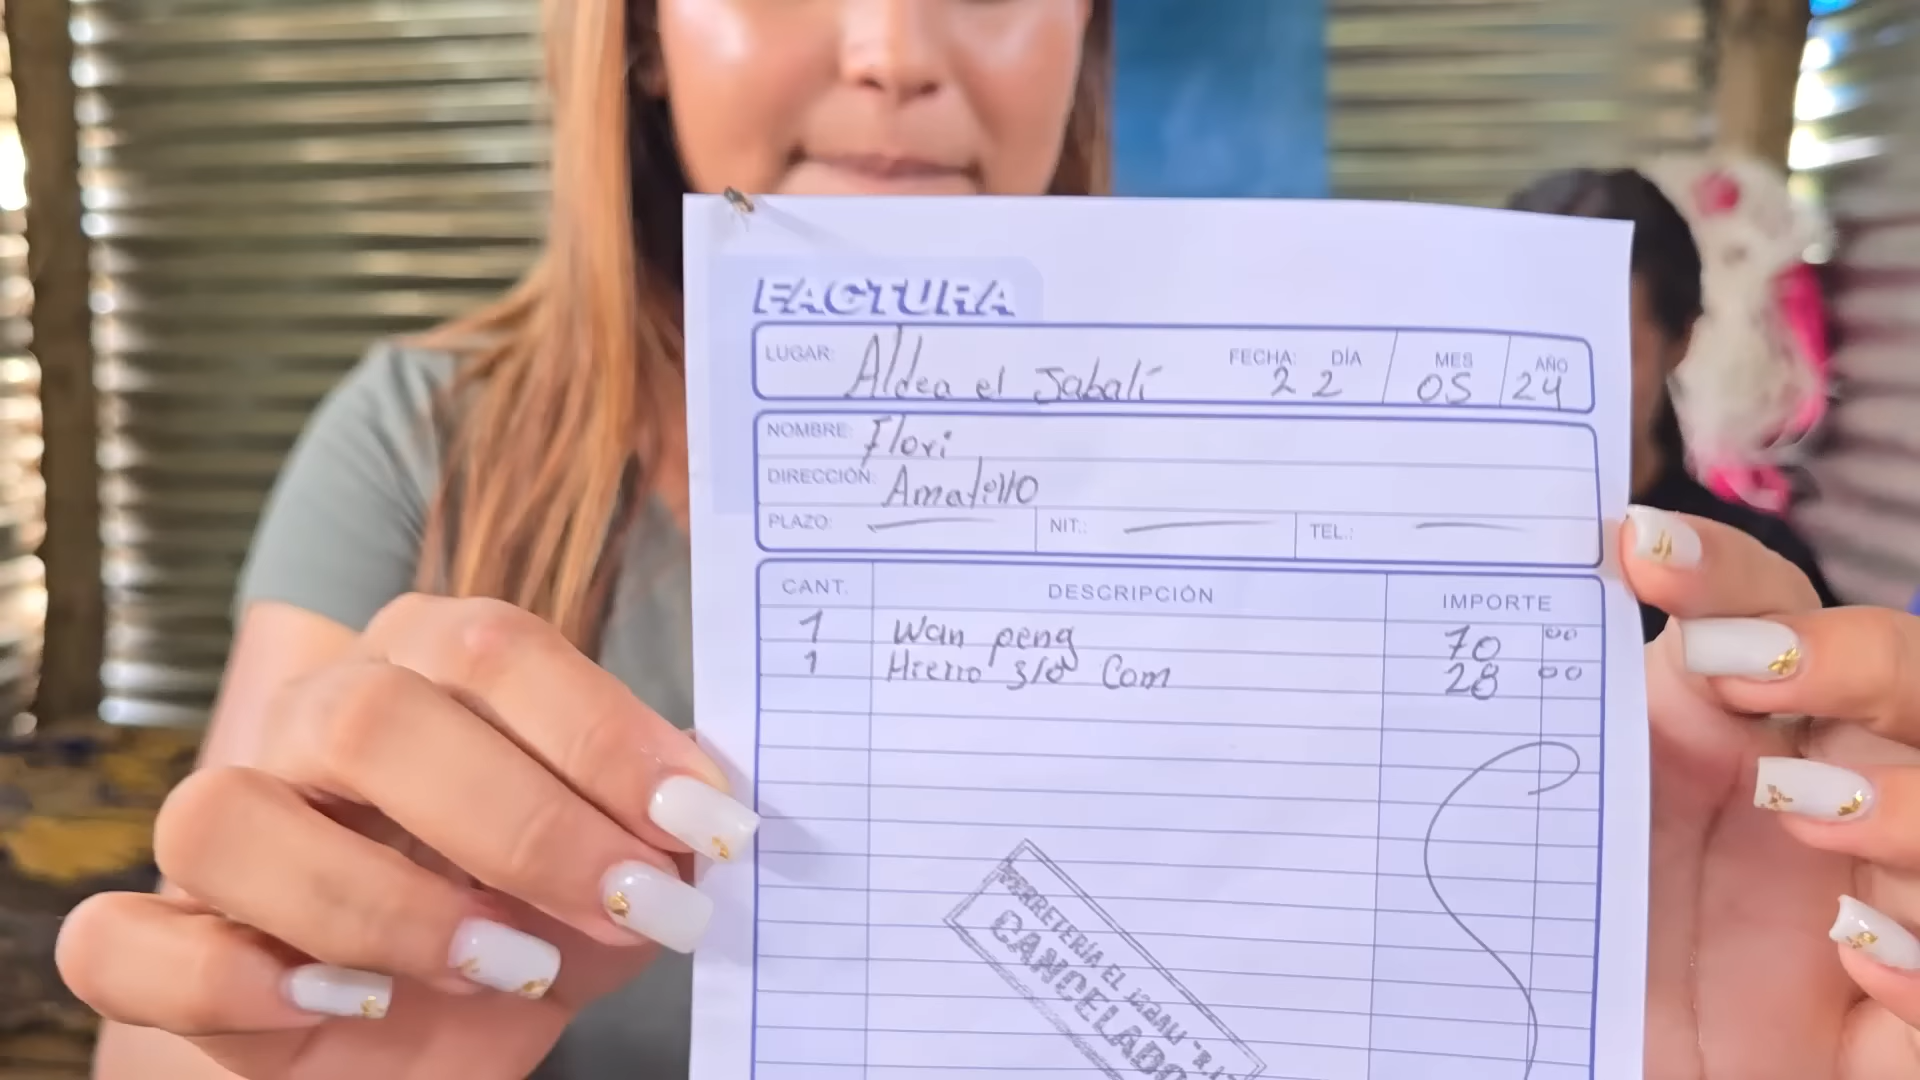 FACTURA
LUGAR: Aldea el Jabalí FECHA: DÍA 22 / MES 05 / AÑO 24
NOMBRE: Flori
DIRECCIÓN: Amatillo
PLAZO: — NIT.: — TEL.: —
CANT. DESCRIPCIÓN IMPORTE
1 Wan peng 70 00
1 Hierro 3/8 Com 28 00
FERRETERÍA EL JABALI
CANCELADO